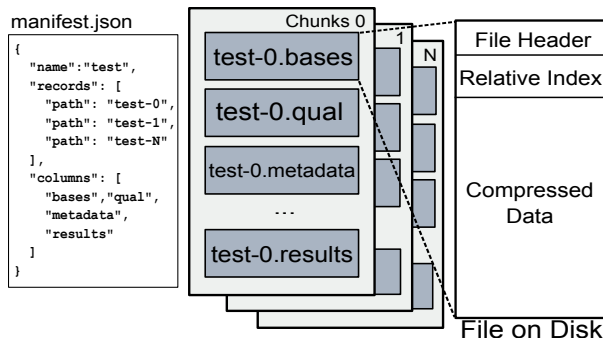 manifest.json
{
"name":"test",
"records": [
"path": "test-0",
"path": "test-1",
"path": "test-N"
],
"columns": [
"bases","qual",
"metadata",
"results"
]
}
Chunks 0
test-0.bases
test-0.qual
test-0.metadata
...
test-0.results
1
N
File Header
Relative Index
Compressed
Data
File on Disk